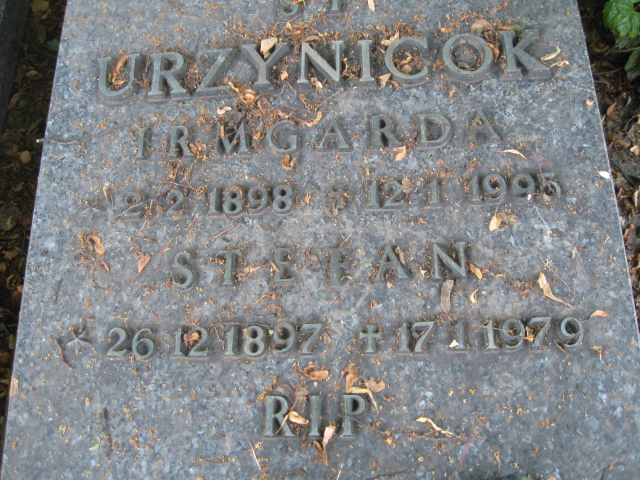 URZYNICOK
IRMGARDA
* 2 2 1898 ✝ 12 1 1995
STEFAN
* 26 12 1897 ✝ 17 1 1979
RIP